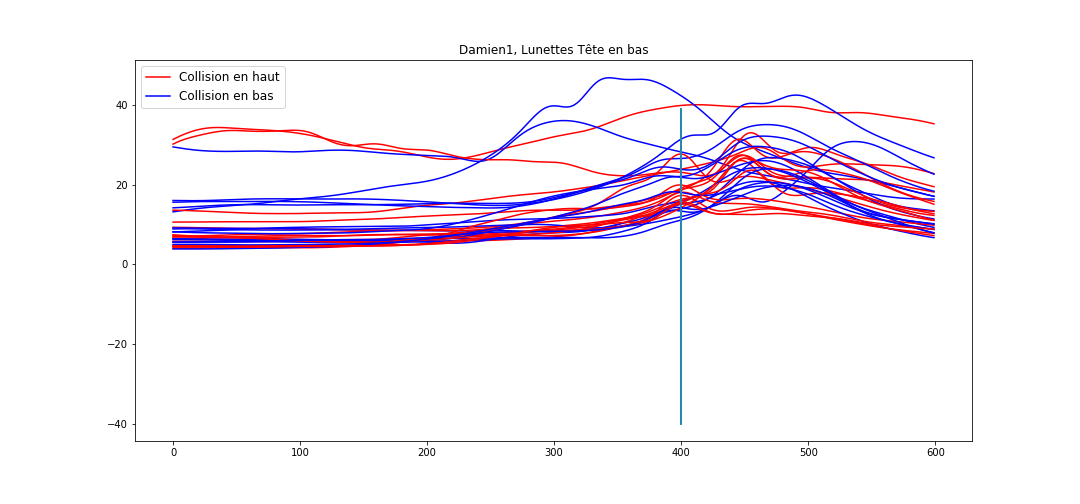 Damien1, Lunettes Tête en bas
Collision en haut
Collision en bas
40
20
0
−20
−40
0 100 200 300 400 500 600